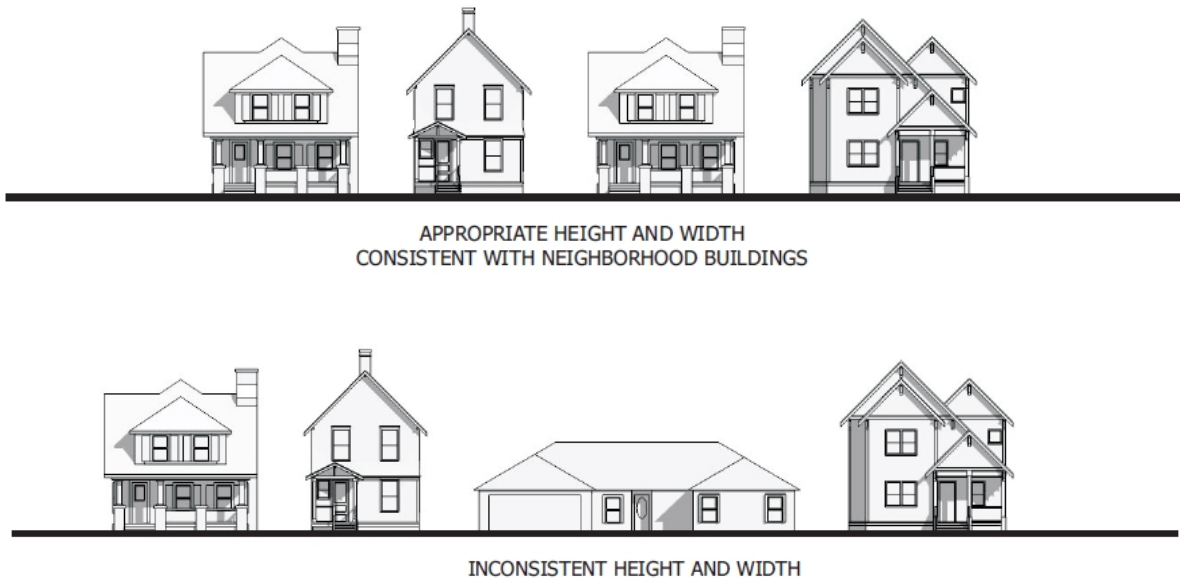 APPROPRIATE HEIGHT AND WIDTH
CONSISTENT WITH NEIGHBORHOOD BUILDINGS
INCONSISTENT HEIGHT AND WIDTH